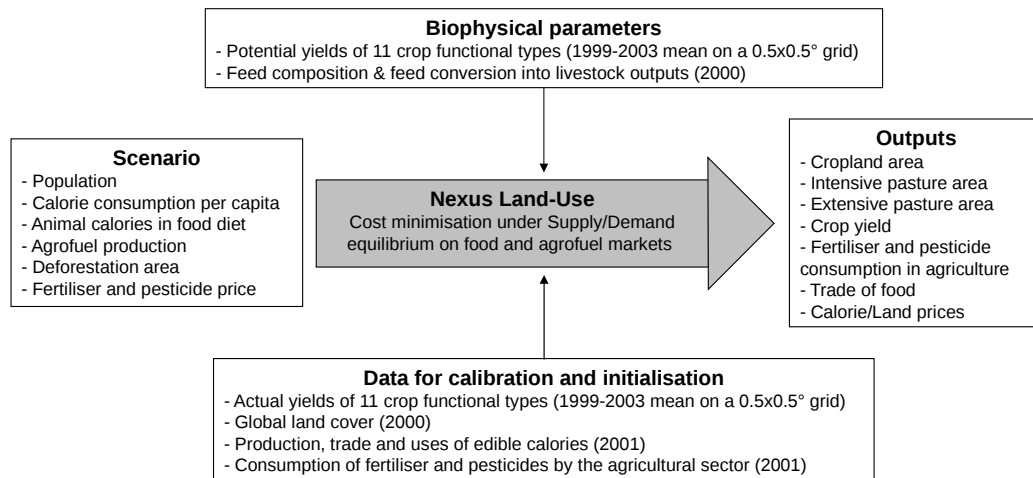 Biophysical parameters
- Potential yields of 11 crop functional types (1999-2003 mean on a 0.5x0.5° grid)
- Feed composition & feed conversion into livestock outputs (2000)
Scenario
- Population
- Calorie consumption per capita
- Animal calories in food diet
- Agrofuel production
- Deforestation area
- Fertiliser and pesticide price
Nexus Land-Use
Cost minimisation under Supply/Demand
equilibrium on food and agrofuel markets
Outputs
- Cropland area
- Intensive pasture area
- Extensive pasture area
- Crop yield
- Fertiliser and pesticide
consumption in agriculture
- Trade of food
- Calorie/Land prices
Data for calibration and initialisation
- Actual yields of 11 crop functional types (1999-2003 mean on a 0.5x0.5° grid)
- Global land cover (2000)
- Production, trade and uses of edible calories (2001)
- Consumption of fertiliser and pesticides by the agricultural sector (2001)